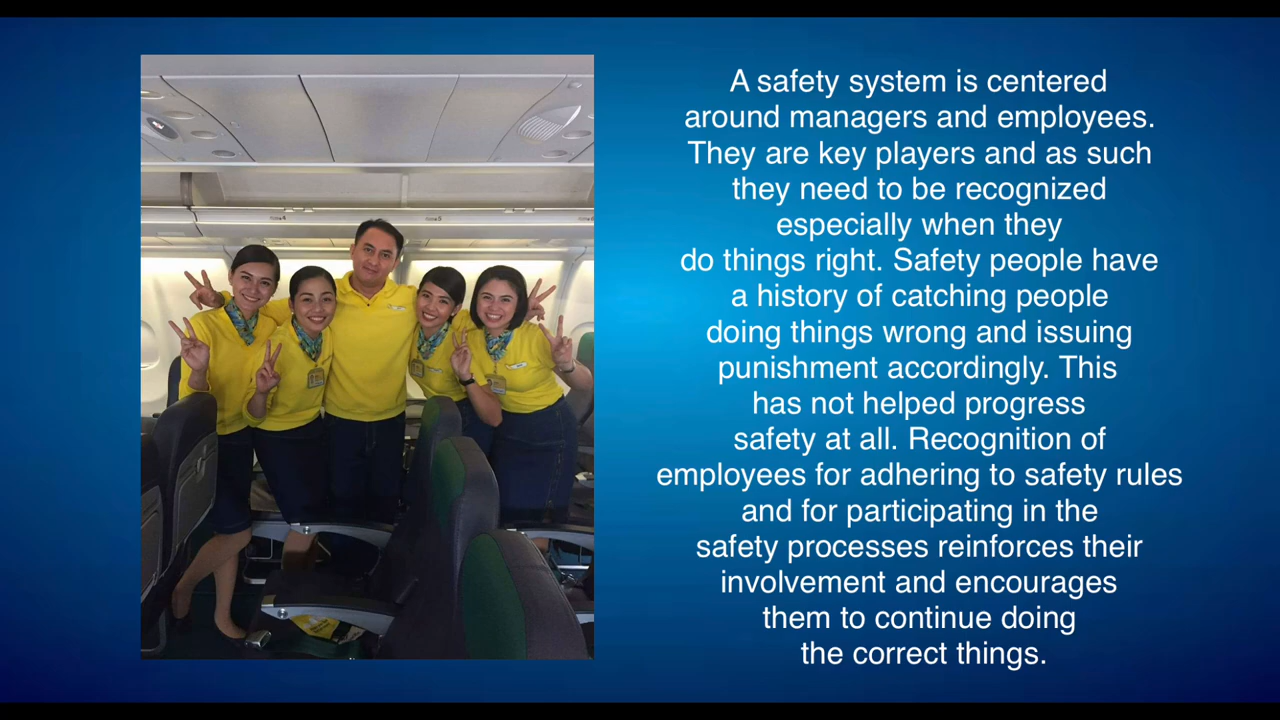 A safety system is centered
around managers and employees.
They are key players and as such
they need to be recognized
especially when they
do things right. Safety people have
a history of catching people
doing things wrong and issuing
punishment accordingly. This
has not helped progress
safety at all. Recognition of
employees for adhering to safety rules
and for participating in the
safety processes reinforces their
involvement and encourages
them to continue doing
the correct things.